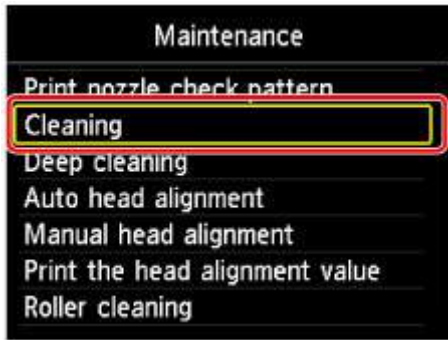 Maintenance
Print nozzle check pattern
Cleaning
Deep cleaning
Auto head alignment
Manual head alignment
Print the head alignment value
Roller cleaning